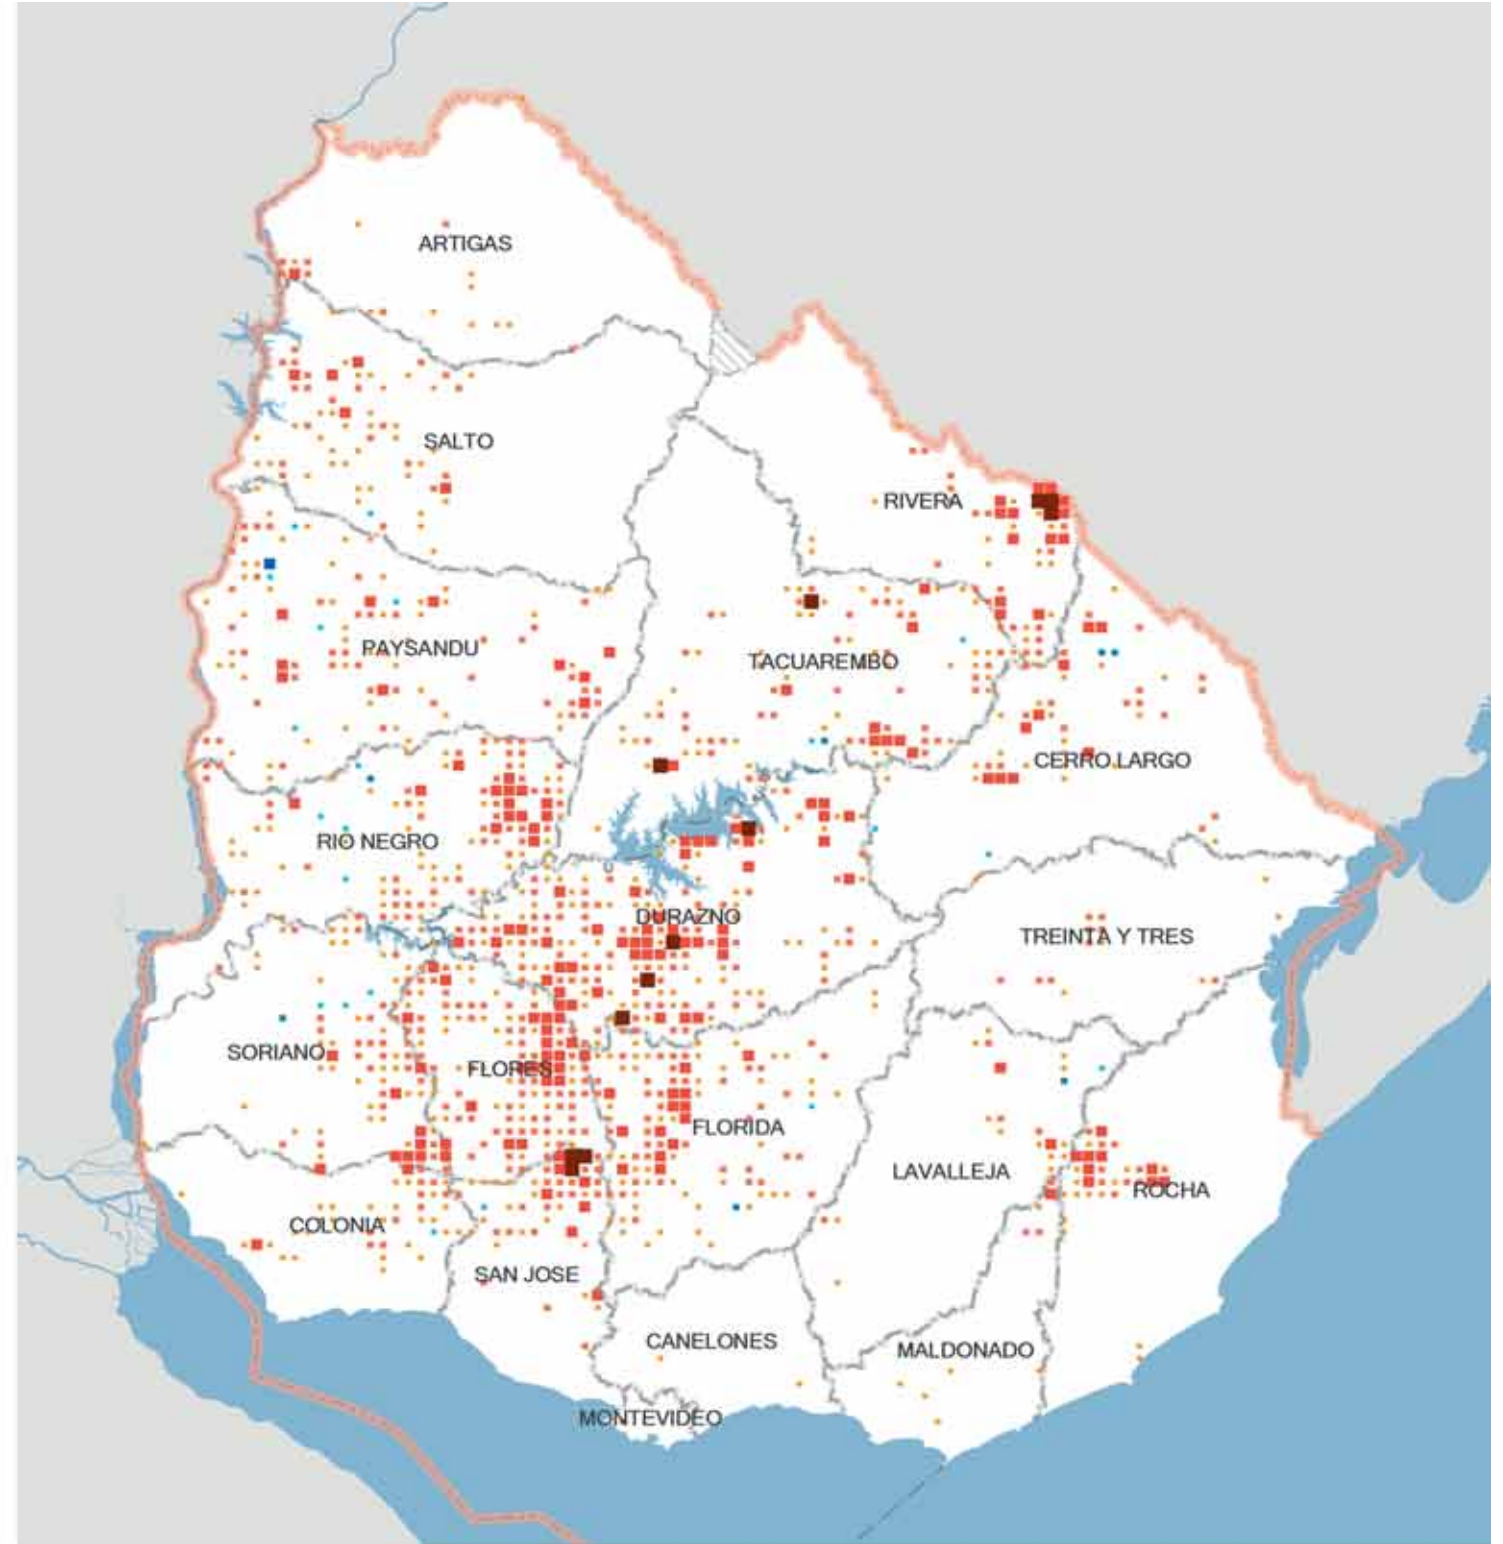 ARTIGAS
SALTO
RIVERA
PAYSANDU
TACUAREMBO
CERRO LARGO
RIO NEGRO
DURAZNO
TREINTA Y TRES
SORIANO
FLORES
FLORIDA
LAVALLEJA
ROCHA
COLONIA
SAN JOSE
CANELONES
MALDONADO
MONTEVIDEO